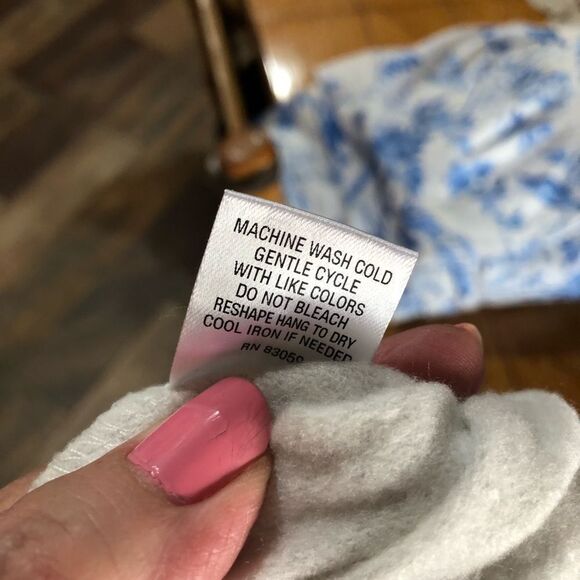 MACHINE WASH COLD
GENTLE CYCLE
WITH LIKE COLORS
DO NOT BLEACH
RESHAPE HANG TO DRY
COOL IRON IF NEEDED
RN